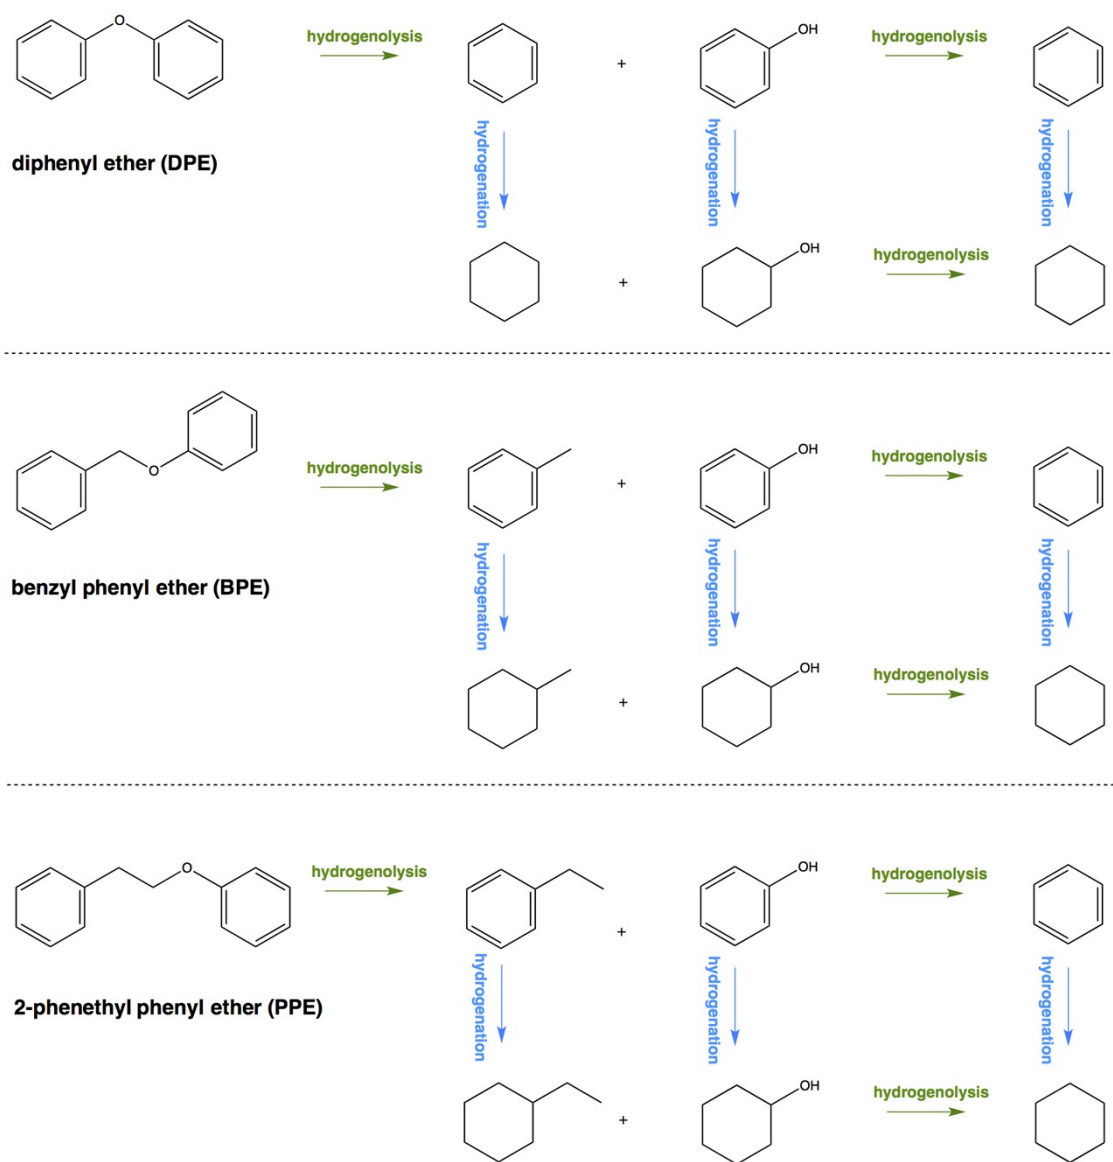 O
hydrogenolysis
+
OH
hydrogenolysis
diphenyl ether (DPE)
hydrogenation
hydrogenation
hydrogenation
+
OH
hydrogenolysis
O
hydrogenolysis
+
OH
hydrogenolysis
benzyl phenyl ether (BPE)
hydrogenation
hydrogenation
hydrogenation
+
OH
hydrogenolysis
O
hydrogenolysis
+
OH
hydrogenolysis
2-phenethyl phenyl ether (PPE)
hydrogenation
hydrogenation
hydrogenation
+
OH
hydrogenolysis